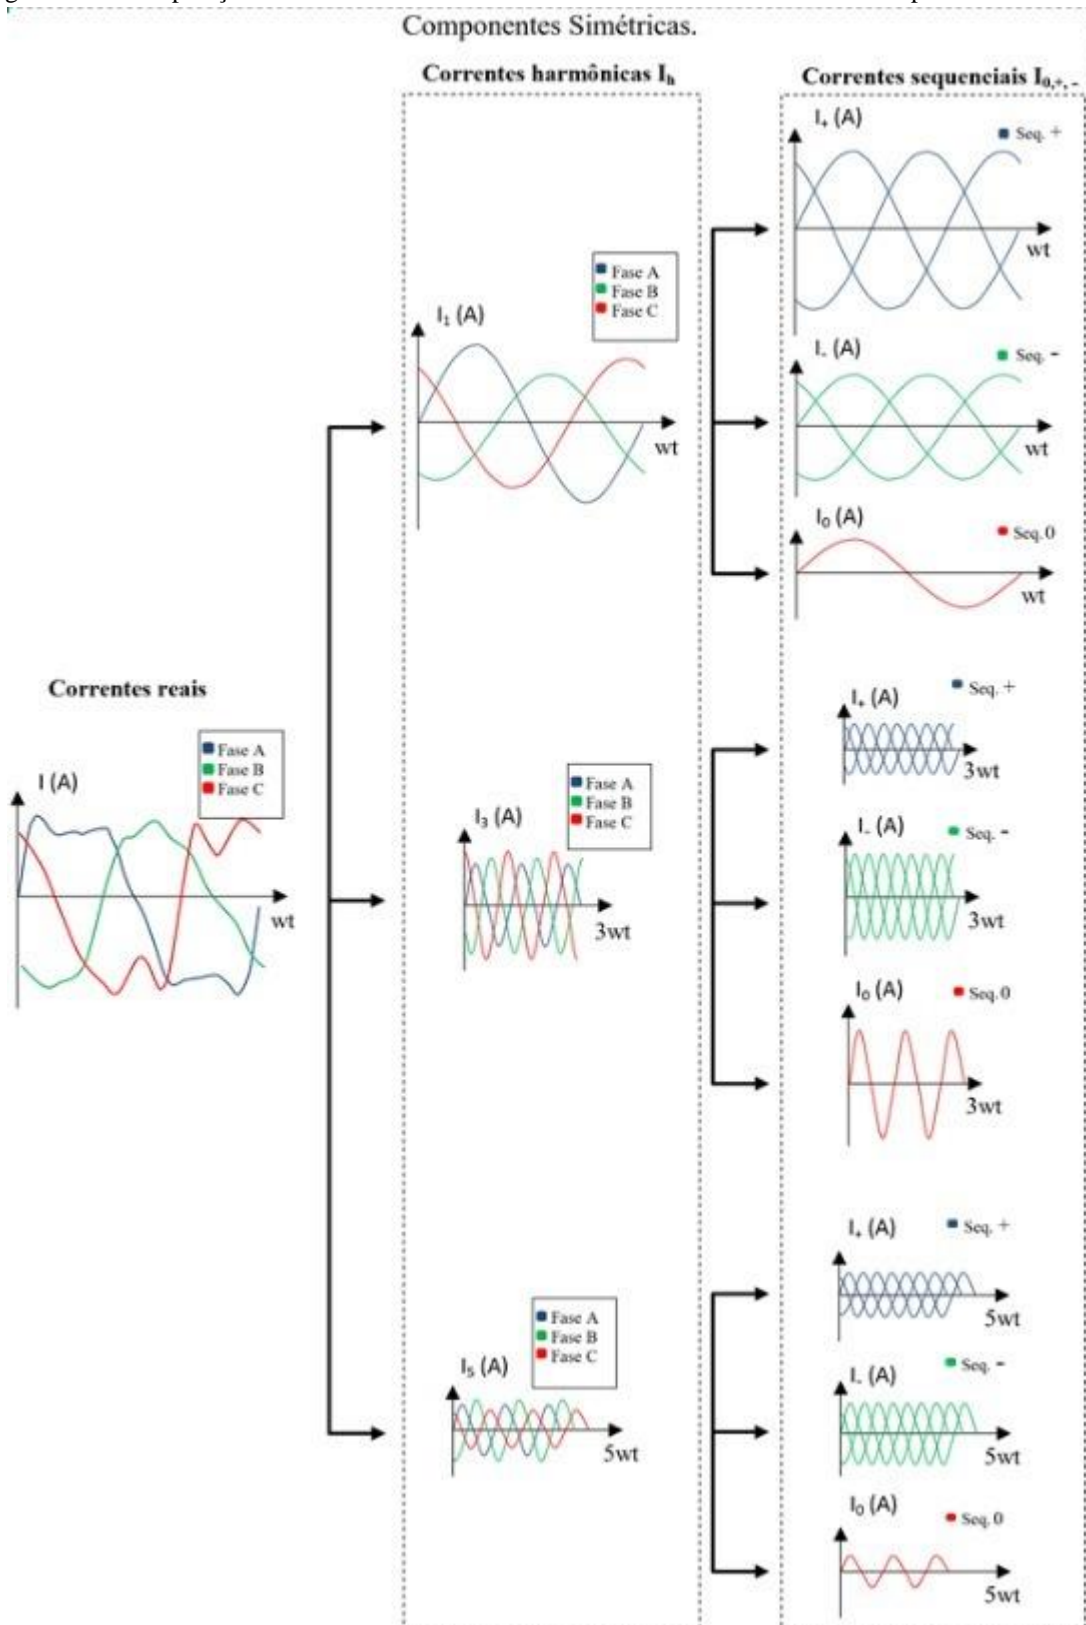 Componentes Simétricas.
Correntes harmônicas Iₕ
Correntes sequenciais I₀,₊, ₋
I₊ (A)
Seq. +
wt
Fase A
Fase B
Fase C
I₁ (A)
wt
I₋ (A)
Seq. -
wt
I₀ (A)
Seq. 0
wt
Correntes reais
Fase A
Fase B
Fase C
I (A)
wt
I₊ (A)
Seq. +
3wt
Fase A
Fase B
Fase C
I₃ (A)
3wt
I₋ (A)
Seq. -
3wt
I₀ (A)
Seq. 0
3wt
I₊ (A)
Seq. +
5wt
Fase A
Fase B
Fase C
I₅ (A)
5wt
I₋ (A)
Seq. -
5wt
I₀ (A)
Seq. 0
5wt